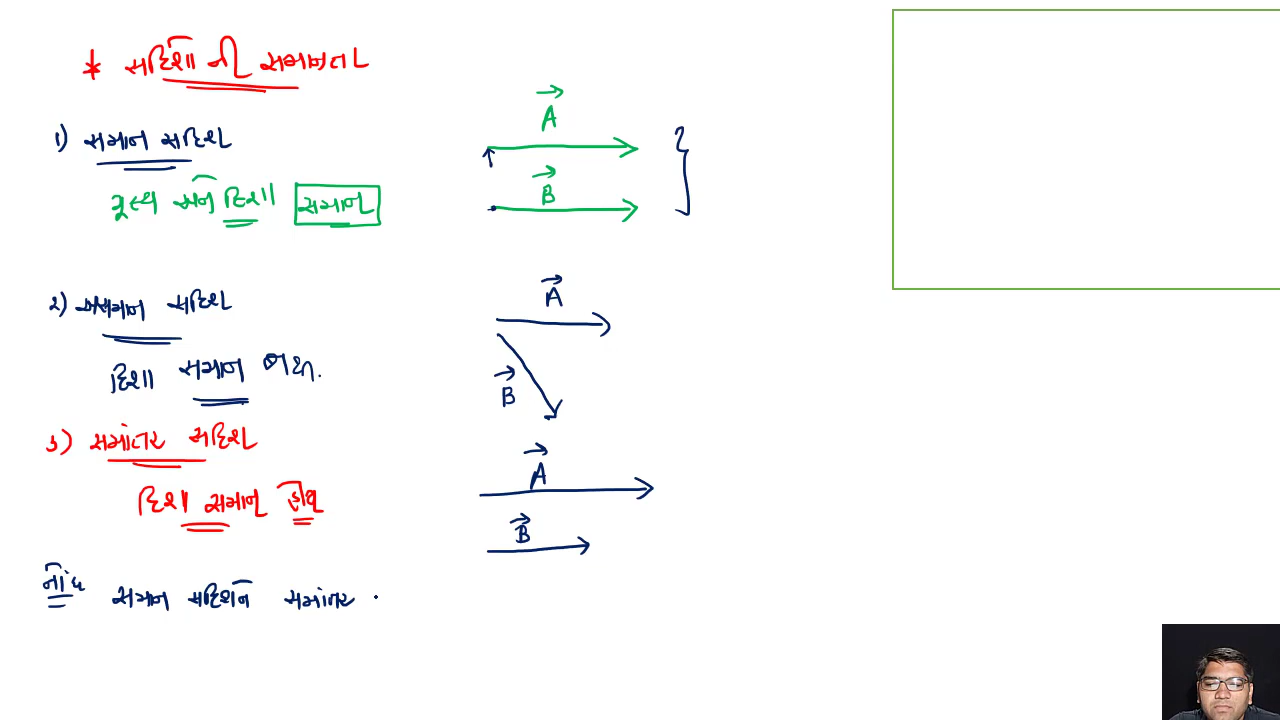 * સદિશો ની સમાનતા
1) સમાન સદિશ
મૂલ્ય અને દિશા સમાન
A
B
2) અસમાન સદિશ
દિશા સમાન નથી.
A
B
3) સમાંતર સદિશ
દિશા સમાન હોય
A
B
નોંધ સમાન સદિશને સમાંતર